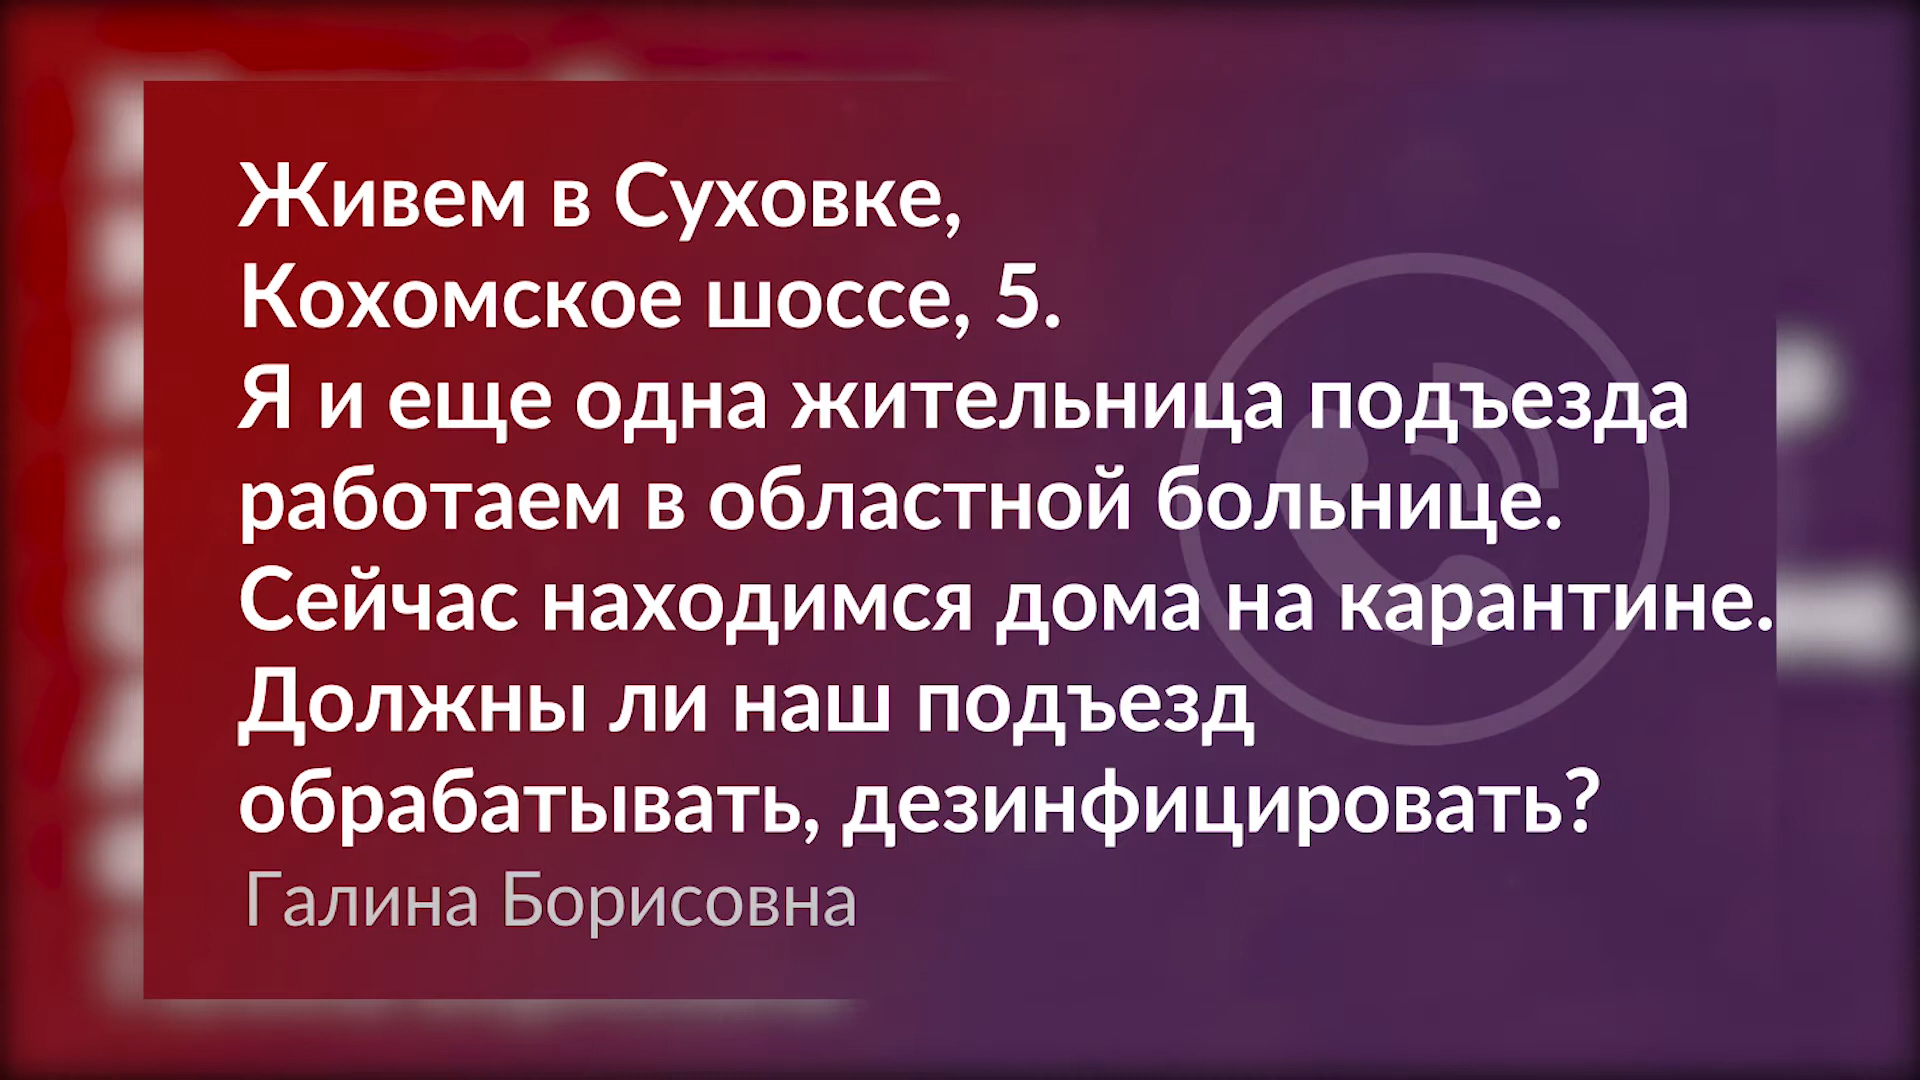 Живем в Суховке,
Кохомское шоссе, 5.
Я и еще одна жительница подъезда
работаем в областной больнице.
Сейчас находимся дома на карантине.
Должны ли наш подъезд
обрабатывать, дезинфицировать?
Галина Борисовна